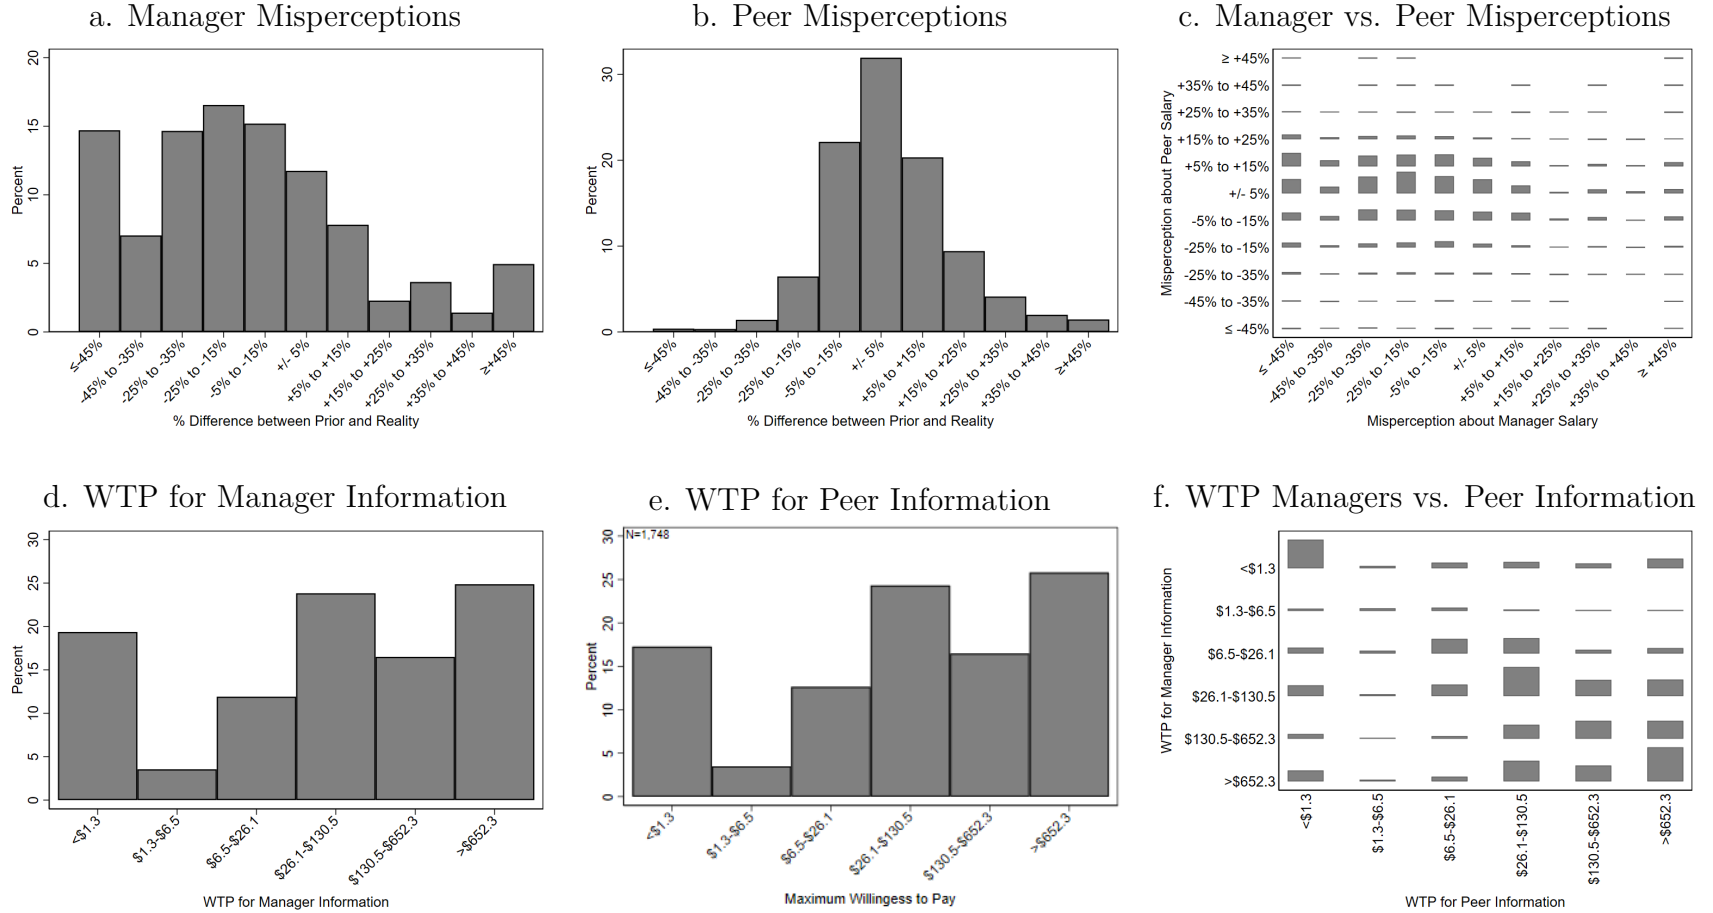 a. Manager Misperceptions
20
15
10
5
0
Percent
≤-45%
-45% to -35%
-25% to -35%
-25% to -15%
-5% to -15%
+/- 5%
+5% to +15%
+15% to +25%
+25% to +35%
+35% to +45%
≥+45%
% Difference between Prior and Reality
b. Peer Misperceptions
30
20
10
0
Percent
≤-45%
-45% to -35%
-25% to -35%
-25% to -15%
-5% to -15%
+/- 5%
+5% to +15%
+15% to +25%
+25% to +35%
+35% to +45%
≥+45%
% Difference between Prior and Reality
c. Manager vs. Peer Misperceptions
Misperception about Peer Salary
≥ +45%
+35% to +45%
+25% to +35%
+15% to +25%
+5% to +15%
+/- 5%
-5% to -15%
-25% to -15%
-25% to -35%
-45% to -35%
≤ -45%
≤ -45%
-45% to -35%
-25% to -35%
-25% to -15%
-5% to -15%
+/- 5%
+5% to +15%
+15% to +25%
+25% to +35%
+35% to +45%
≥ +45%
Misperception about Manager Salary
d. WTP for Manager Information
30
25
20
15
10
5
0
Percent
<$1.3
$1.3-$6.5
$6.5-$26.1
$26.1-$130.5
$130.5-$652.3
>$652.3
WTP for Manager Information
e. WTP for Peer Information
N=1,748
30
25
20
15
10
5
0
Percent
<$1.3
$1.3-$6.5
$6.5-$26.1
$26.1-$130.5
$130.5-$652.3
>$652.3
Maximum Willingess to Pay
f. WTP Managers vs. Peer Information
WTP for Manager Information
<$1.3
$1.3-$6.5
$6.5-$26.1
$26.1-$130.5
$130.5-$652.3
>$652.3
<$1.3
$1.3-$6.5
$6.5-$26.1
$26.1-$130.5
$130.5-$652.3
>$652.3
WTP for Peer Information